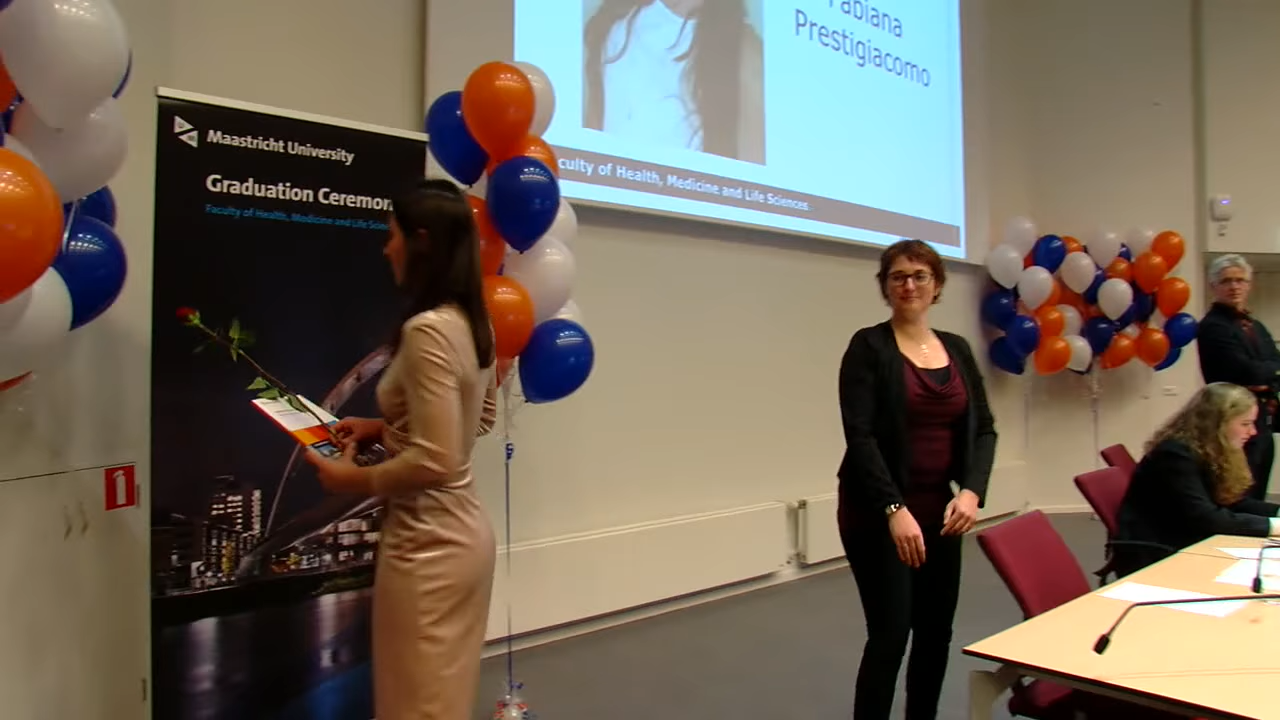 Fabiana
Prestigiacomo
culty of Health, Medicine and Life Sciences
Maastricht University
Graduation Ceremon
Faculty of Health, Medicine and Life Scien